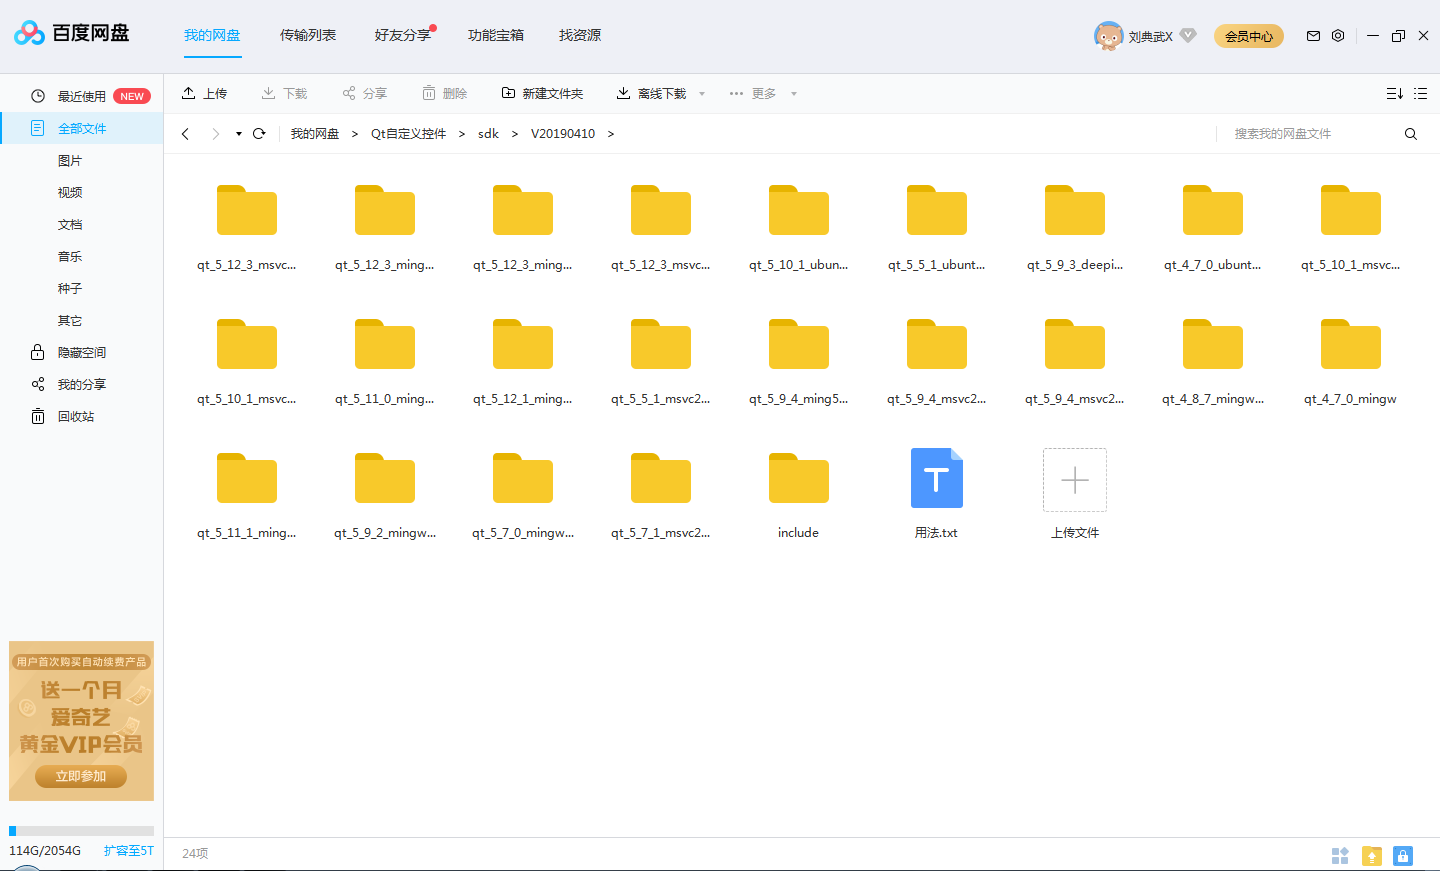 百度网盘
我的网盘 传输列表 好友分享 功能宝箱 找资源
刘典武X 会员中心
最近使用 NEW
全部文件
图片
视频
文档
音乐
种子
其它
隐藏空间
我的分享
回收站
上传 下载 分享 删除 新建文件夹 离线下载 更多
我的网盘 > Qt自定义控件 > sdk > V20190410 >
搜索我的网盘文件
qt_5_12_3_msvc... qt_5_12_3_ming... qt_5_12_3_ming... qt_5_12_3_msvc... qt_5_10_1_ubun... qt_5_5_1_ubunt... qt_5_9_3_deepi... qt_4_7_0_ubunt... qt_5_10_1_msvc...
qt_5_10_1_msvc... qt_5_11_0_ming... qt_5_12_1_ming... qt_5_5_1_msvc2... qt_5_9_4_ming5... qt_5_9_4_msvc2... qt_5_9_4_msvc2... qt_4_8_7_mingw... qt_4_7_0_mingw
qt_5_11_1_ming... qt_5_9_2_mingw... qt_5_7_0_mingw... qt_5_7_1_msvc2... include 用法.txt 上传文件
用户首次购买自动续费产品
送一个月
爱奇艺
黄金VIP会员
立即参加
114G/2054G 扩容至5T
24项